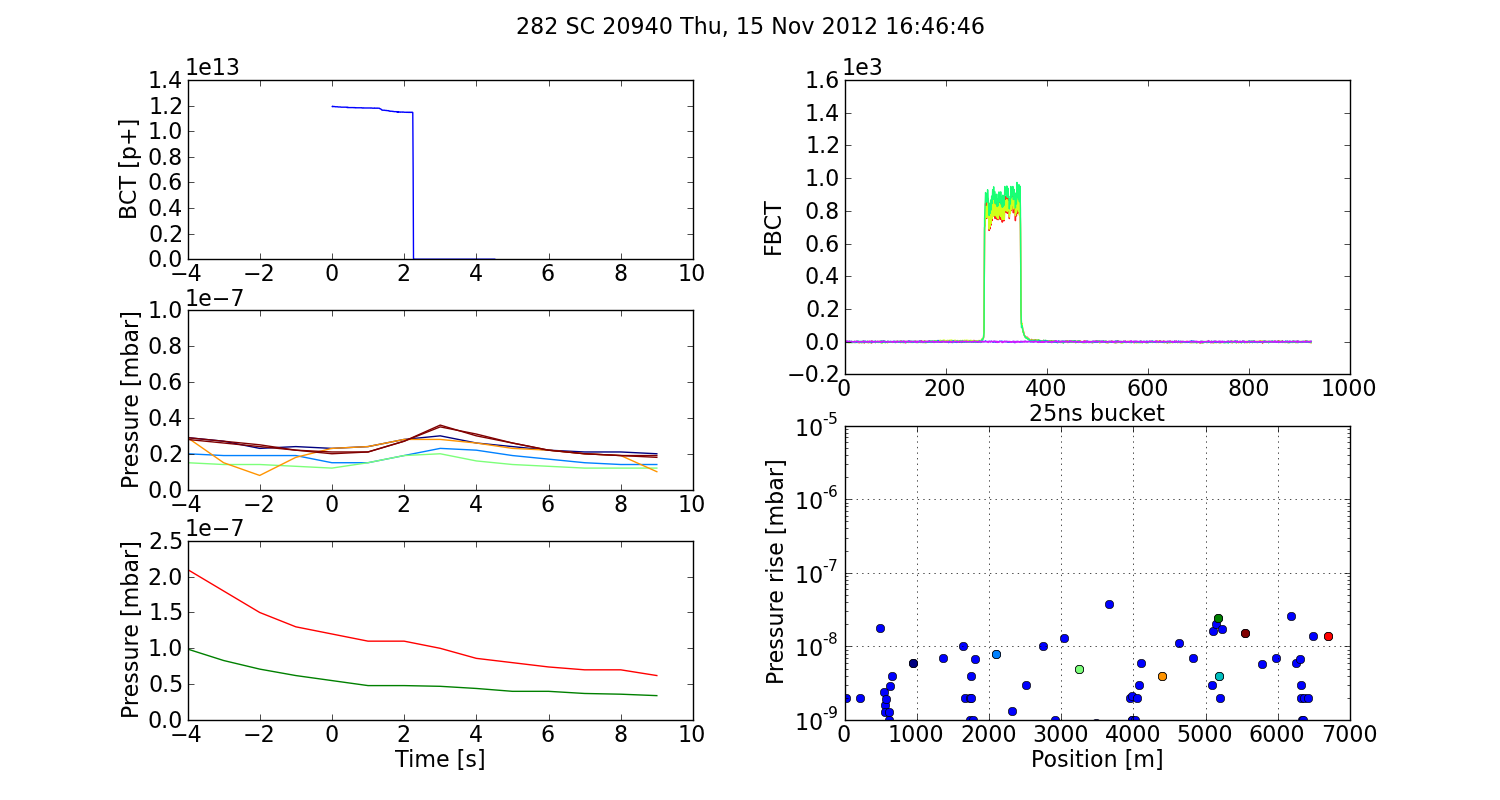 282 SC 20940 Thu, 15 Nov 2012 16:46:46
1e13
1.4
1.2
1.0
0.8
0.6
0.4
0.2
0.0
BCT [p+]
−4 −2 0 2 4 6 8 10
1e−7
1.0
0.8
0.6
0.4
0.2
0.0
Pressure [mbar]
−4 −2 0 2 4 6 8 10
1e−7
2.5
2.0
1.5
1.0
0.5
0.0
Pressure [mbar]
−4 −2 0 2 4 6 8 10
Time [s]
1e3
1.6
1.4
1.2
1.0
0.8
0.6
0.4
0.2
0.0
−0.2
FBCT
0 200 400 600 800 1000
25ns bucket
10-5
10-6
10-7
10-8
10-9
Pressure rise [mbar]
0 1000 2000 3000 4000 5000 6000 7000
Position [m]